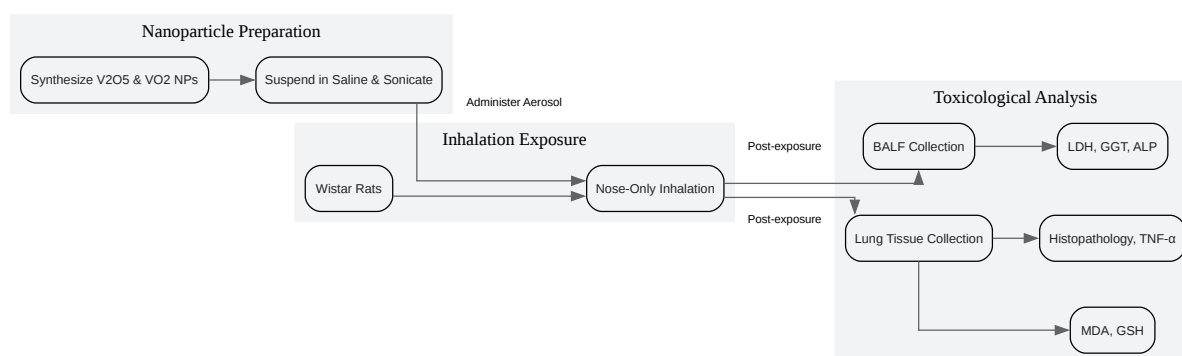 Nanoparticle Preparation
Synthesize V2O5 & VO2 NPs
Suspend in Saline & Sonicate
Administer Aerosol
Inhalation Exposure
Wistar Rats
Nose-Only Inhalation
Post-exposure
Post-exposure
Toxicological Analysis
BALF Collection
LDH, GGT, ALP
Lung Tissue Collection
Histopathology, TNF-α
MDA, GSH